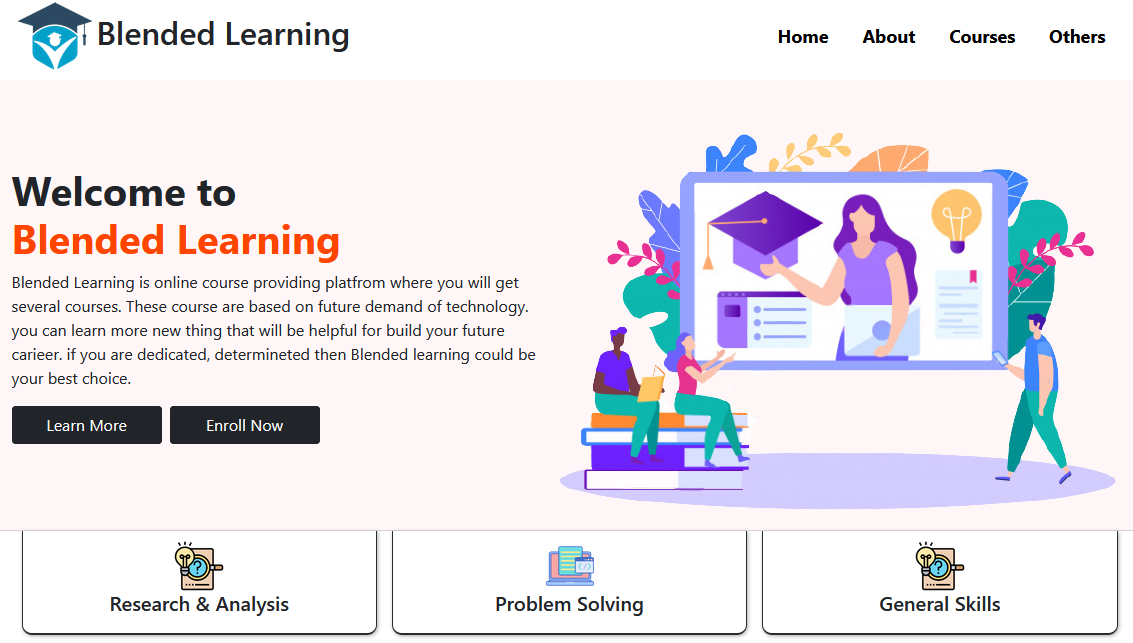 Blended Learning
Home About Courses Others
Welcome to
Blended Learning
Blended Learning is online course providing platfrom where you will get
several courses. These course are based on future demand of technology.
you can learn more new thing that will be helpful for build your future
carieer. if you are dedicated, determineted then Blended learning could be
your best choice.
Learn More Enroll Now
Research & Analysis
Problem Solving
General Skills